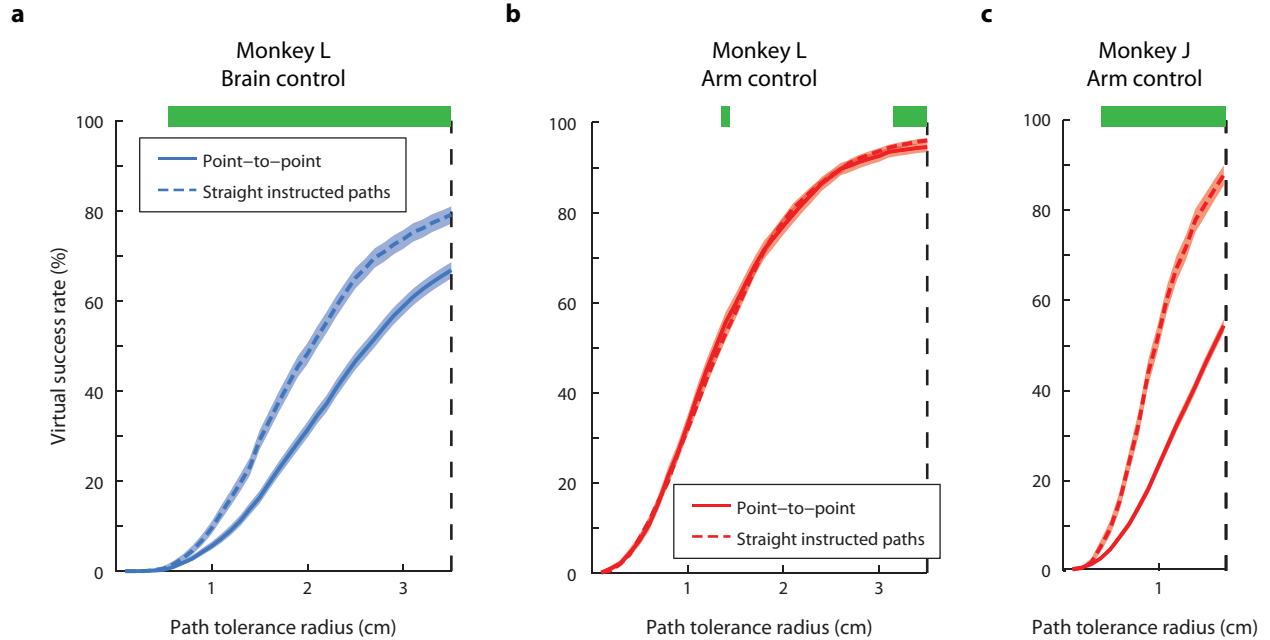 a
Monkey L
Brain control
100
80
60
40
20
0
Virtual success rate (%)
Point−to−point
Straight instructed paths
1
2
3
Path tolerance radius (cm)
b
Monkey L
Arm control
100
80
60
40
20
0
Point−to−point
Straight instructed paths
1
2
3
Path tolerance radius (cm)
c
Monkey J
Arm control
100
80
60
40
20
0
1
Path tolerance radius (cm)